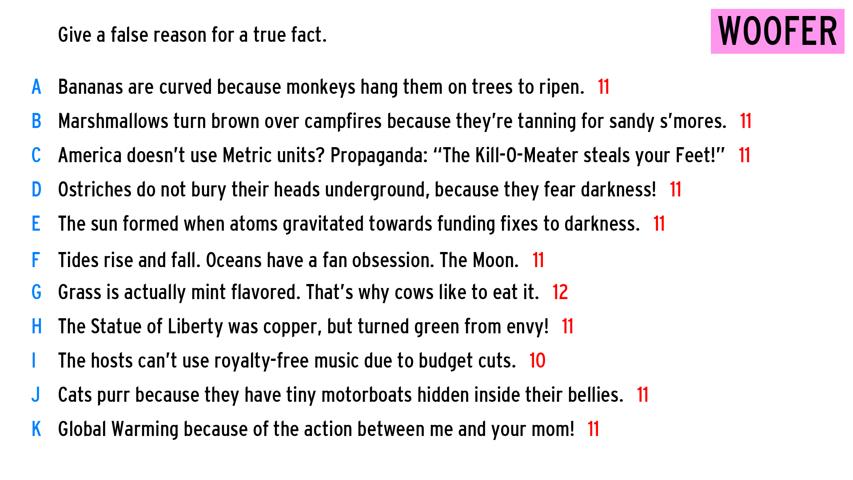 Give a false reason for a true fact.
WOOFER
A Bananas are curved because monkeys hang them on trees to ripen. 11
B Marshmallows turn brown over campfires because they're tanning for sandy s'mores. 11
C America doesn't use Metric units? Propaganda: “The Kill-O-Meater steals your Feet!” 11
D Ostriches do not bury their heads underground, because they fear darkness! 11
E The sun formed when atoms gravitated towards funding fixes to darkness. 11
F Tides rise and fall. Oceans have a fan obsession. The Moon. 11
G Grass is actually mint flavored. That's why cows like to eat it. 12
H The Statue of Liberty was copper, but turned green from envy! 11
I The hosts can't use royalty-free music due to budget cuts. 10
J Cats purr because they have tiny motorboats hidden inside their bellies. 11
K Global Warming because of the action between me and your mom! 11